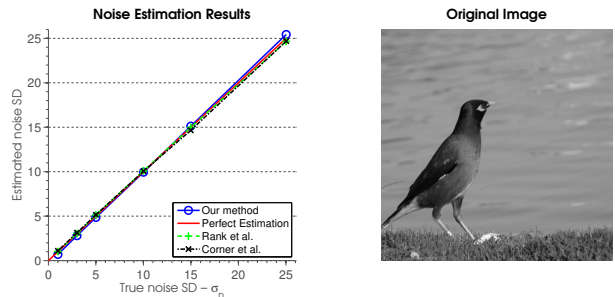 Noise Estimation Results
Estimated noise SD
25
20
15
10
5
0
Our method
Perfect Estimation
Rank et al.
Corner et al.
0 5 10 15 20 25
True noise SD − σn
Original Image